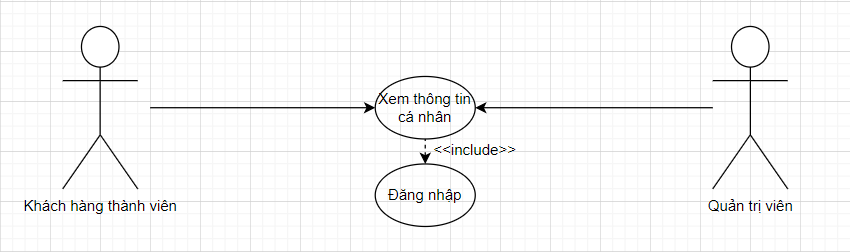 Xem thông tin
cá nhân
<<include>>
Đăng nhập
Khách hàng thành viên
Quản trị viên